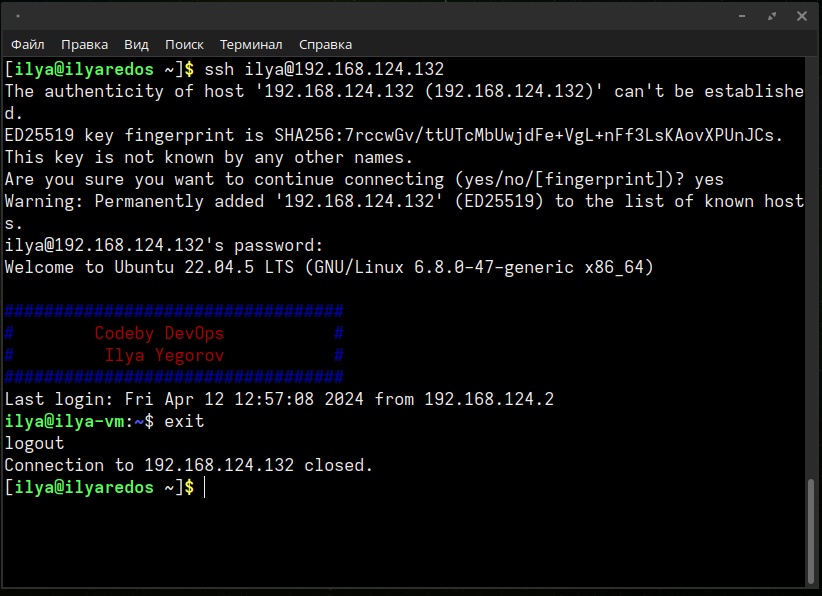 Файл Правка Вид Поиск Терминал Справка
[ilya@ilyaredos ~]$ ssh ilya@192.168.124.132
The authenticity of host '192.168.124.132 (192.168.124.132)' can't be establishe
d.
ED25519 key fingerprint is SHA256:7rccwGv/ttUTcMbUwjdFe+VgL+nFf3LsKAovXPUnJCs.
This key is not known by any other names.
Are you sure you want to continue connecting (yes/no/[fingerprint])? yes
Warning: Permanently added '192.168.124.132' (ED25519) to the list of known host
s.
ilya@192.168.124.132's password:
Welcome to Ubuntu 22.04.5 LTS (GNU/Linux 6.8.0-47-generic x86_64)
##################################
# Codeby DevOps #
# Ilya Yegorov #
##################################
Last login: Fri Apr 12 12:57:08 2024 from 192.168.124.2
ilya@ilya-vm:~$ exit
logout
Connection to 192.168.124.132 closed.
[ilya@ilyaredos ~]$